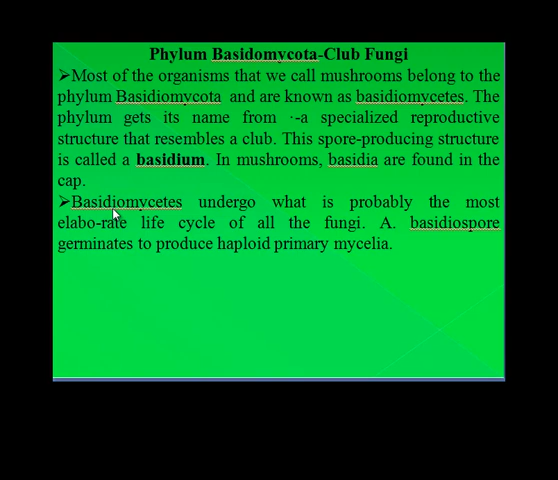 Phylum Basidomycota-Club Fungi
➢Most of the organisms that we call mushrooms belong to the
phylum Basidiomycota and are known as basidiomycetes. The
phylum gets its name from ·-a specialized reproductive
structure that resembles a club. This spore-producing structure
is called a basidium. In mushrooms, basidia are found in the
cap.
➢Basidiomycetes undergo what is probably the most
elabo-rate life cycle of all the fungi. A. basidiospore
germinates to produce haploid primary mycelia.